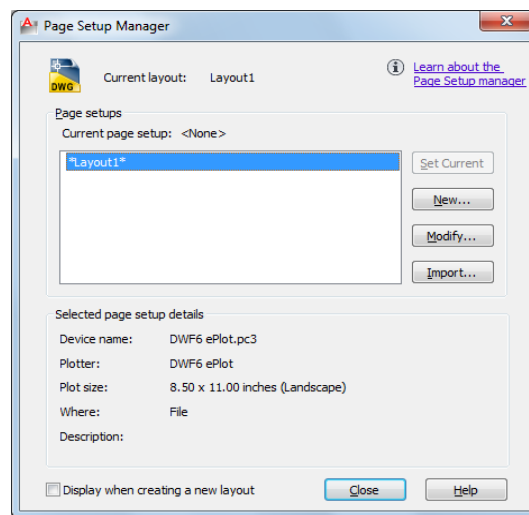 Page Setup Manager
DWG
Current layout: Layout1
Learn about the
Page Setup manager
Page setups
Current page setup: <None>
*Layout1*
Set Current
New...
Modify...
Import...
Selected page setup details
Device name: DWF6 ePlot.pc3
Plotter: DWF6 ePlot
Plot size: 8.50 x 11.00 inches (Landscape)
Where: File
Description:
Display when creating a new layout
Close
Help